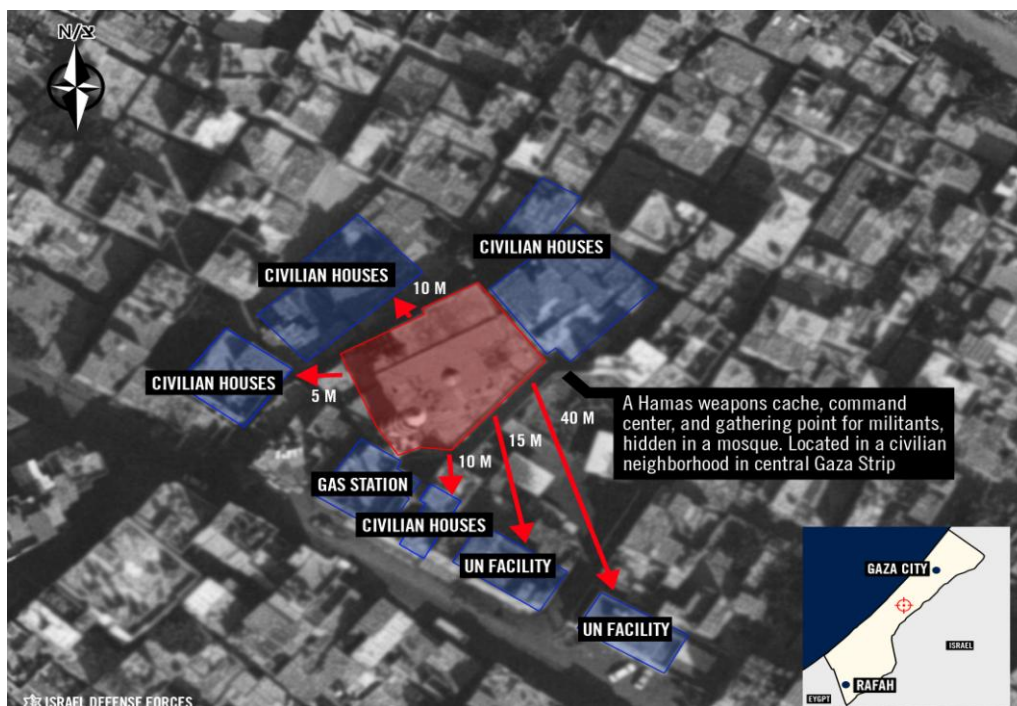 N/צ
CIVILIAN HOUSES
CIVILIAN HOUSES
10 M
CIVILIAN HOUSES
5 M
40 M
15 M
10 M
A Hamas weapons cache, command
center, and gathering point for militants,
hidden in a mosque. Located in a civilian
neighborhood in central Gaza Strip
GAS STATION
CIVILIAN HOUSES
UN FACILITY
UN FACILITY
GAZA CITY
ISRAEL
RAFAH
EYGPT
ISRAEL DEFENSE FORCES